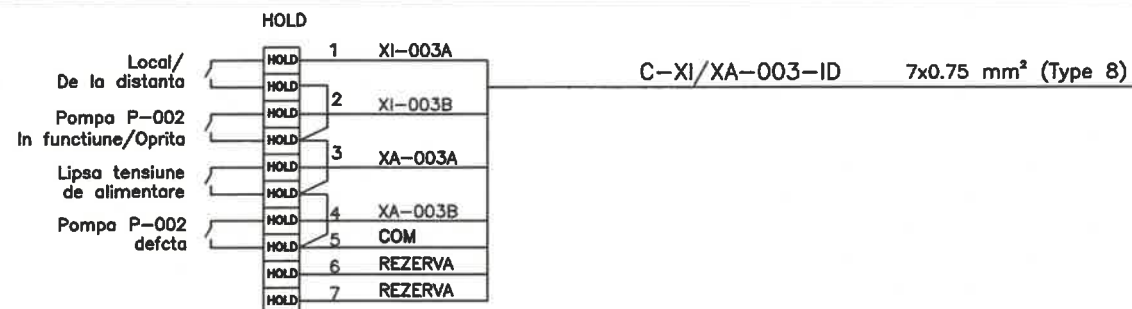 HOLD
Local/
De la distanta
HOLD 1 XI-003A
HOLD
C-XI/XA-003-ID 7x0.75 mm² (Type 8)
Pompa P-002
In functiune/Oprita
2
HOLD XI-003B
HOLD
Lipsa tensiune
de alimentare
3
HOLD XA-003A
HOLD
Pompa P-002
defcta
HOLD 4 XA-003B
HOLD 5 COM
HOLD 6 REZERVA
HOLD 7 REZERVA